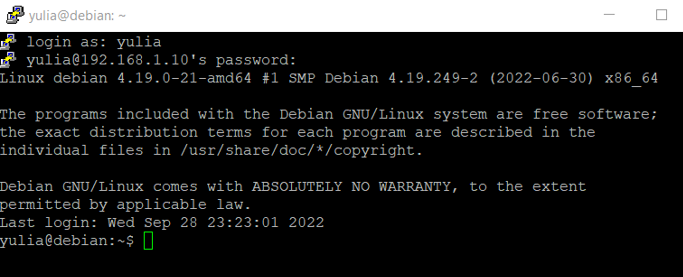 yulia@debian: ~
login as: yulia
yulia@192.168.1.10's password:
Linux debian 4.19.0-21-amd64 #1 SMP Debian 4.19.249-2 (2022-06-30) x86_64
The programs included with the Debian GNU/Linux system are free software;
the exact distribution terms for each program are described in the
individual files in /usr/share/doc/*/copyright.
Debian GNU/Linux comes with ABSOLUTELY NO WARRANTY, to the extent
permitted by applicable law.
Last login: Wed Sep 28 23:23:01 2022
yulia@debian:~$